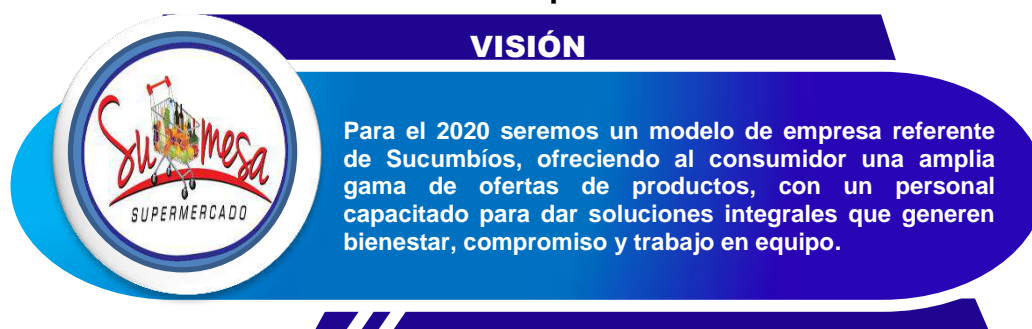 VISIÓN
Su mesa
SUPERMERCADO
Para el 2020 seremos un modelo de empresa referente
de Sucumbíos, ofreciendo al consumidor una amplia
gama de ofertas de productos, con un personal
capacitado para dar soluciones integrales que generen
bienestar, compromiso y trabajo en equipo.